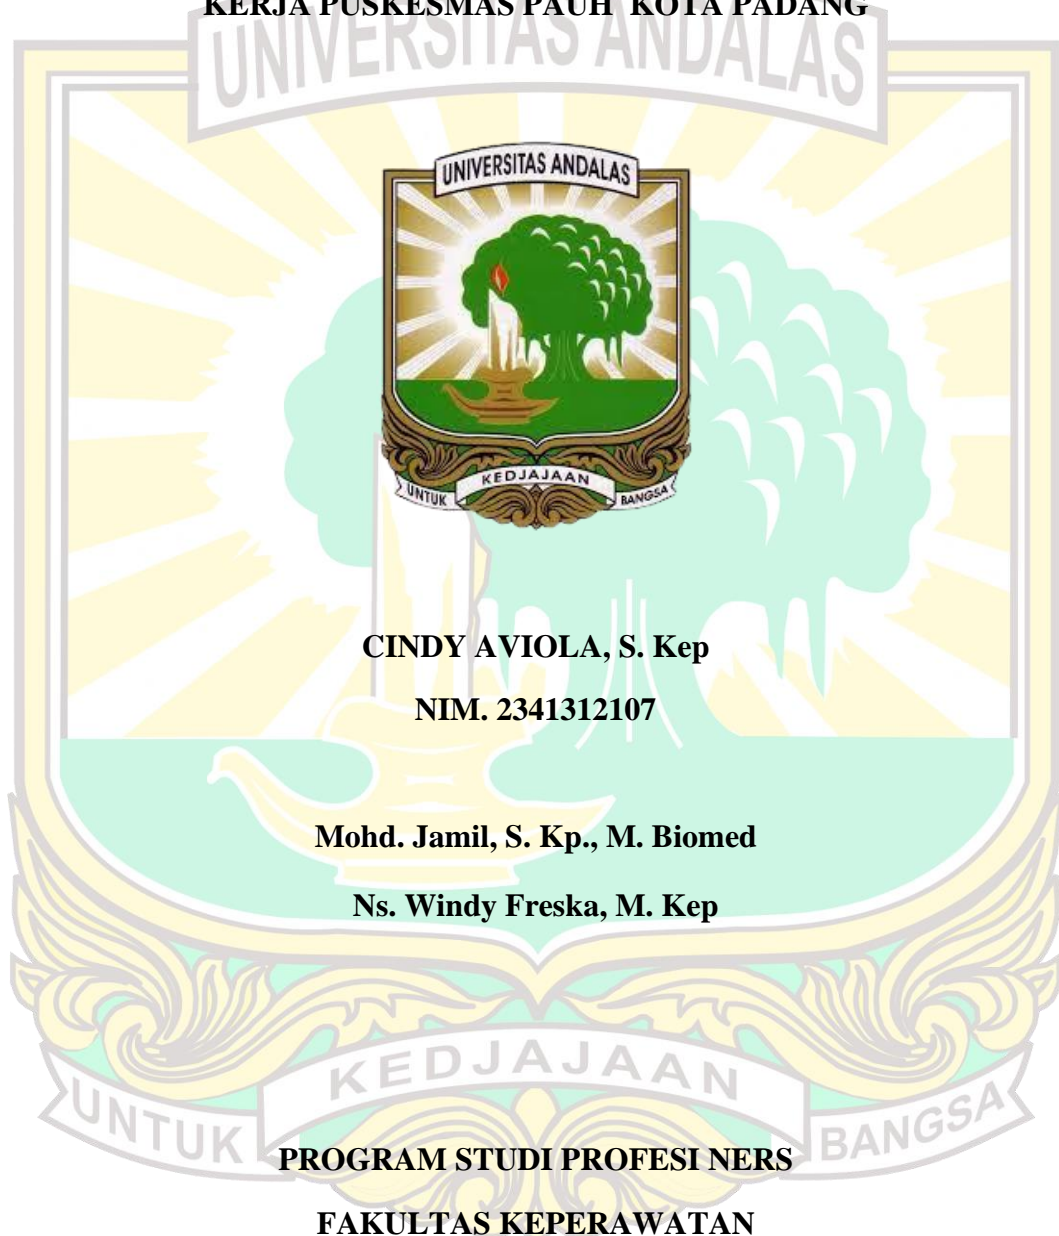 KERJA PUSKESMAS PAUH KOTA PADANG
UNIVERSITAS ANDALAS
UNIVERSITAS ANDALAS
UNTUK KEDJAJAAN BANGSA
CINDY AVIOLA, S. Kep
NIM. 2341312107
Mohd. Jamil, S. Kp., M. Biomed
Ns. Windy Freska, M. Kep
UNTUK KEDJAJAAN BANGSA
PROGRAM STUDI PROFESI NERS
FAKULTAS KEPERAWATAN